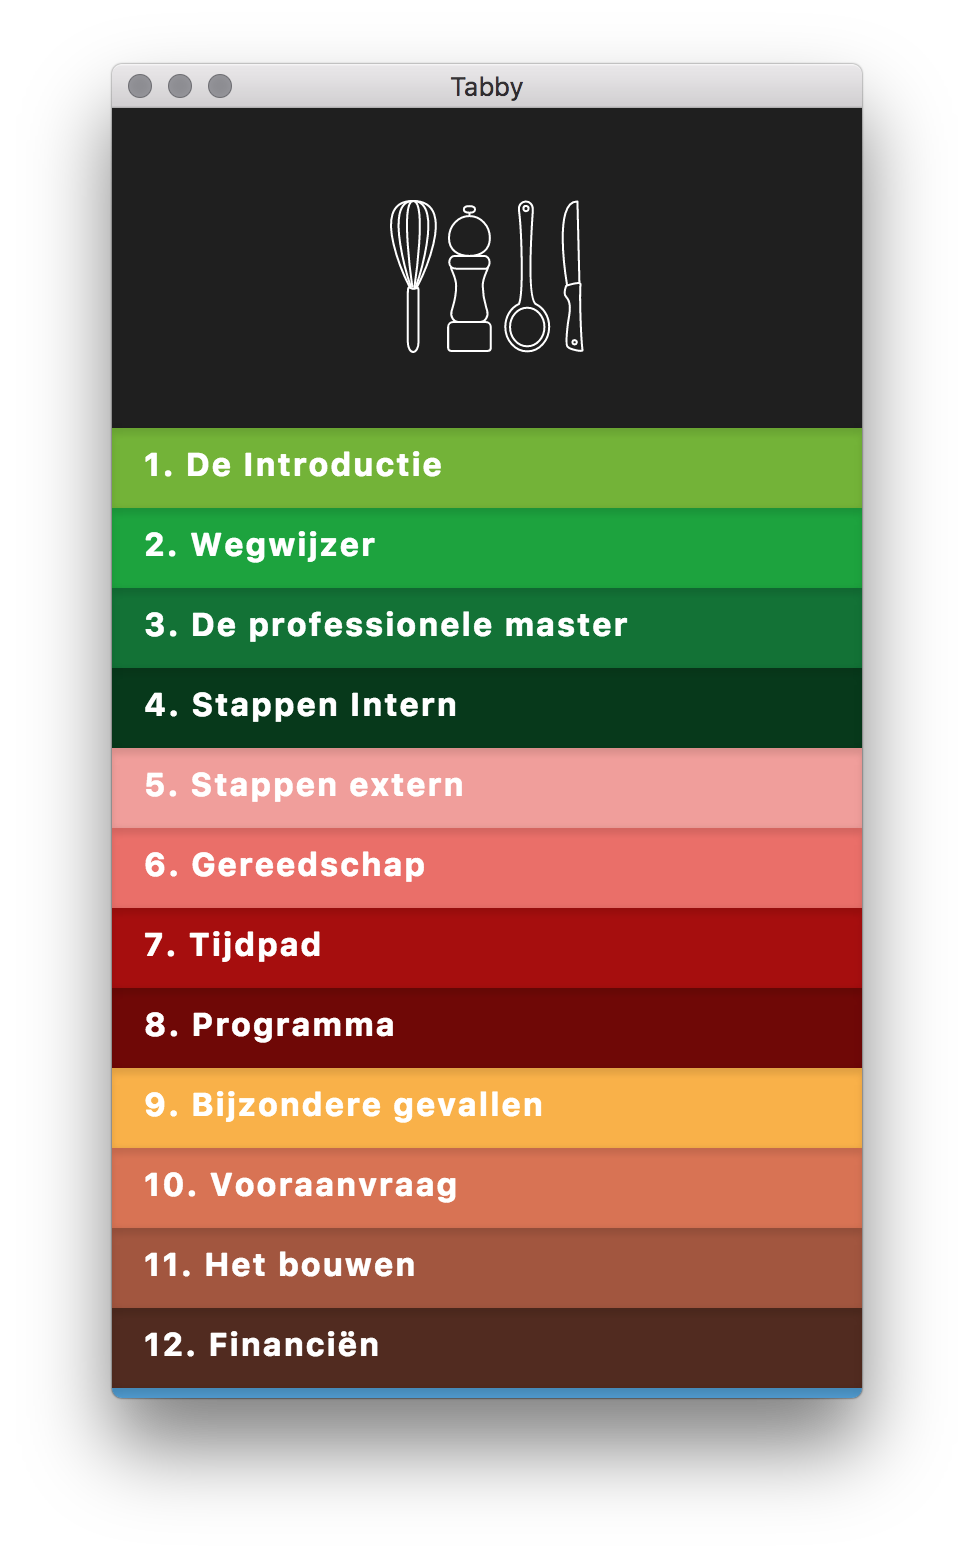 Tabby
1. De Introductie
2. Wegwijzer
3. De professionele master
4. Stappen Intern
5. Stappen extern
6. Gereedschap
7. Tijdpad
8. Programma
9. Bijzondere gevallen
10. Vooraanvraag
11. Het bouwen
12. Financiën